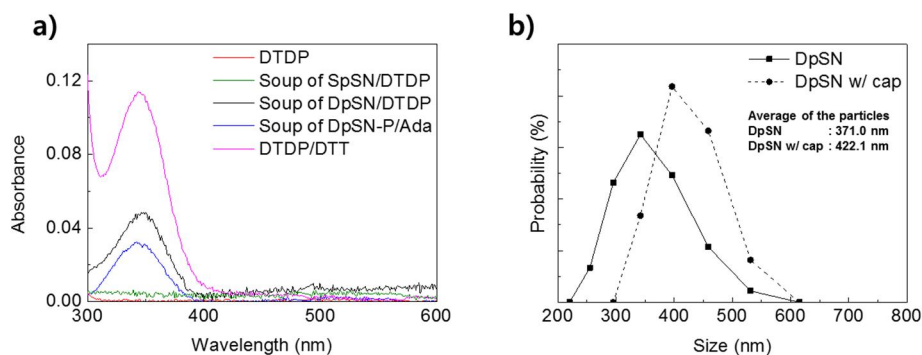 a)
DTDP
Soup of SpSN/DTDP
Soup of DpSN/DTDP
Soup of DpSN-P/Ada
DTDP/DTT
0.12
0.08
0.04
0.00
Absorbance
300
400
500
600
Wavelength (nm)
b)
DpSN
DpSN w/ cap
Average of the particles
DpSN : 371.0 nm
DpSN w/ cap : 422.1 nm
Probability (%)
200
300
400
500
600
700
800
Size (nm)